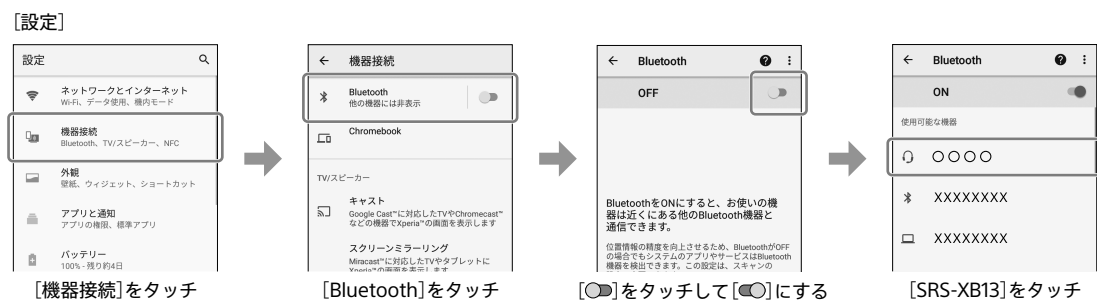 [設定]
設定
ネットワークとインターネット
Wi-Fi、データ使用、機内モード
機器接続
Bluetooth、TV/スピーカー、NFC
外観
壁紙、ウィジェット、ショートカット
アプリと通知
アプリの権限、標準アプリ
バッテリー
100% - 残り約4日
[機器接続]をタッチ
機器接続
Bluetooth
他の機器には非表示
Chromebook
TV/スピーカー
キャスト
Google Cast™に対応したTVやChromecast™
などの機器でXperia™の画面を表示します
スクリーンミラーリング
Miracast™に対応したTVやタブレットに
Xperia™の画面を表示します
[Bluetooth]をタッチ
Bluetooth
OFF
BluetoothをONにすると、お使いの機
器は近くにある他のBluetooth機器と
通信できます。
位置情報の精度を向上させるため、BluetoothがOFF
の場合でもシステムのアプリやサービスはBluetooth
機器を検出できます。この設定は、スキャンの
[ ]をタッチして[ ]にする
Bluetooth
ON
使用可能な機器
○○○○
XXXXXXXX
XXXXXXXX
[SRS-XB13]をタッチ